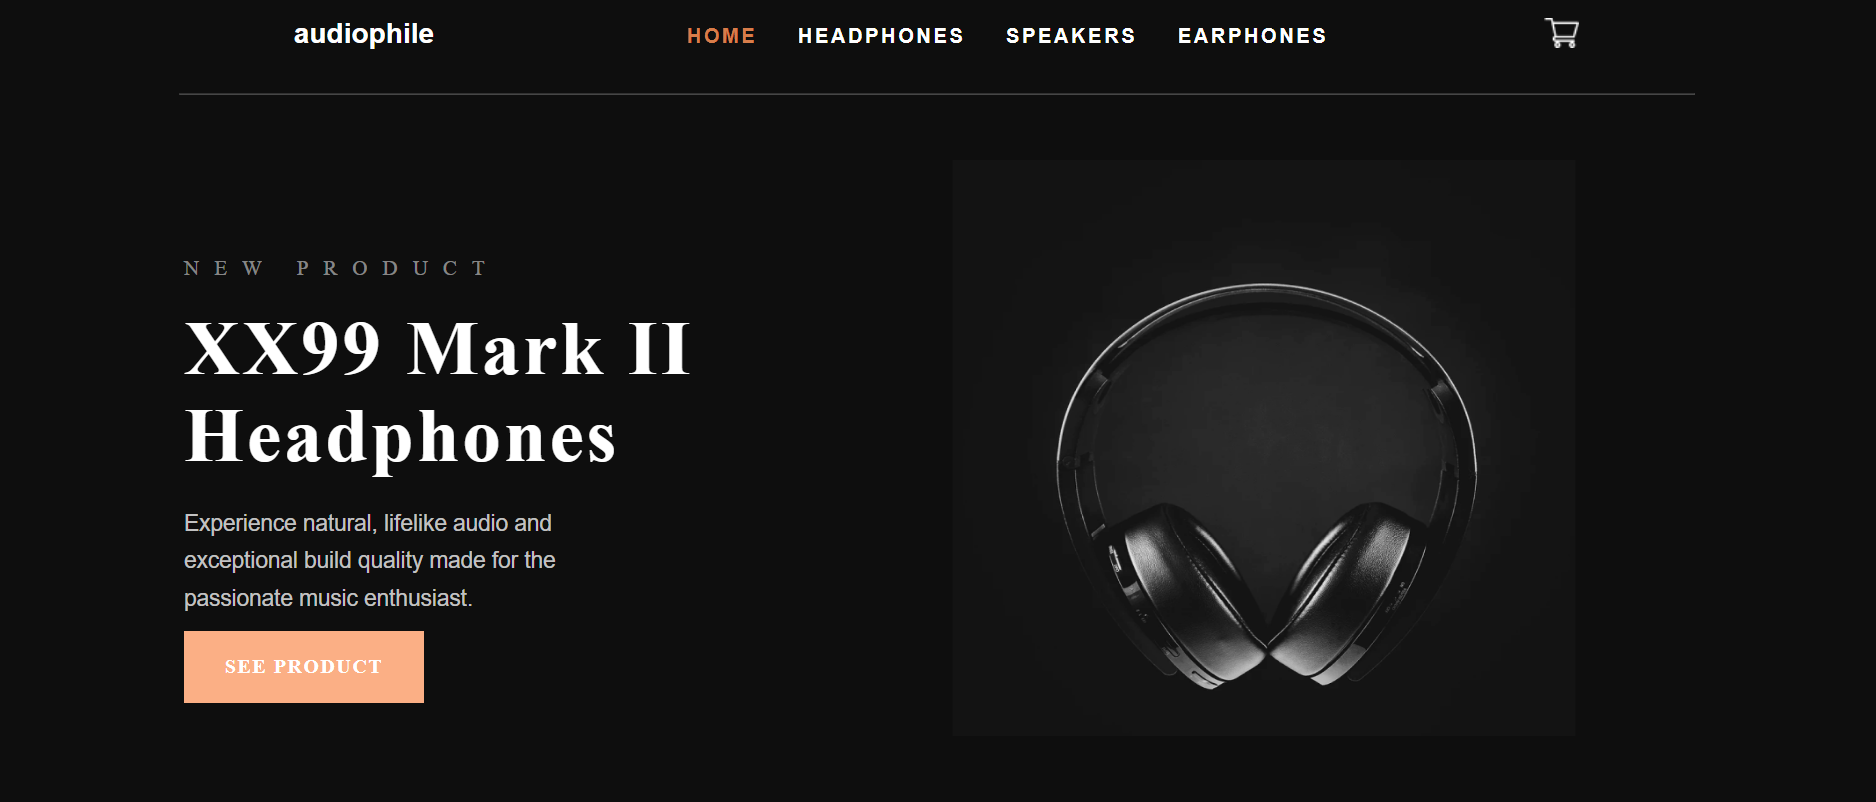 audiophile
HOME HEADPHONES SPEAKERS EARPHONES
NEW PRODUCT
XX99 Mark II
Headphones
Experience natural, lifelike audio and
exceptional build quality made for the
passionate music enthusiast.
SEE PRODUCT